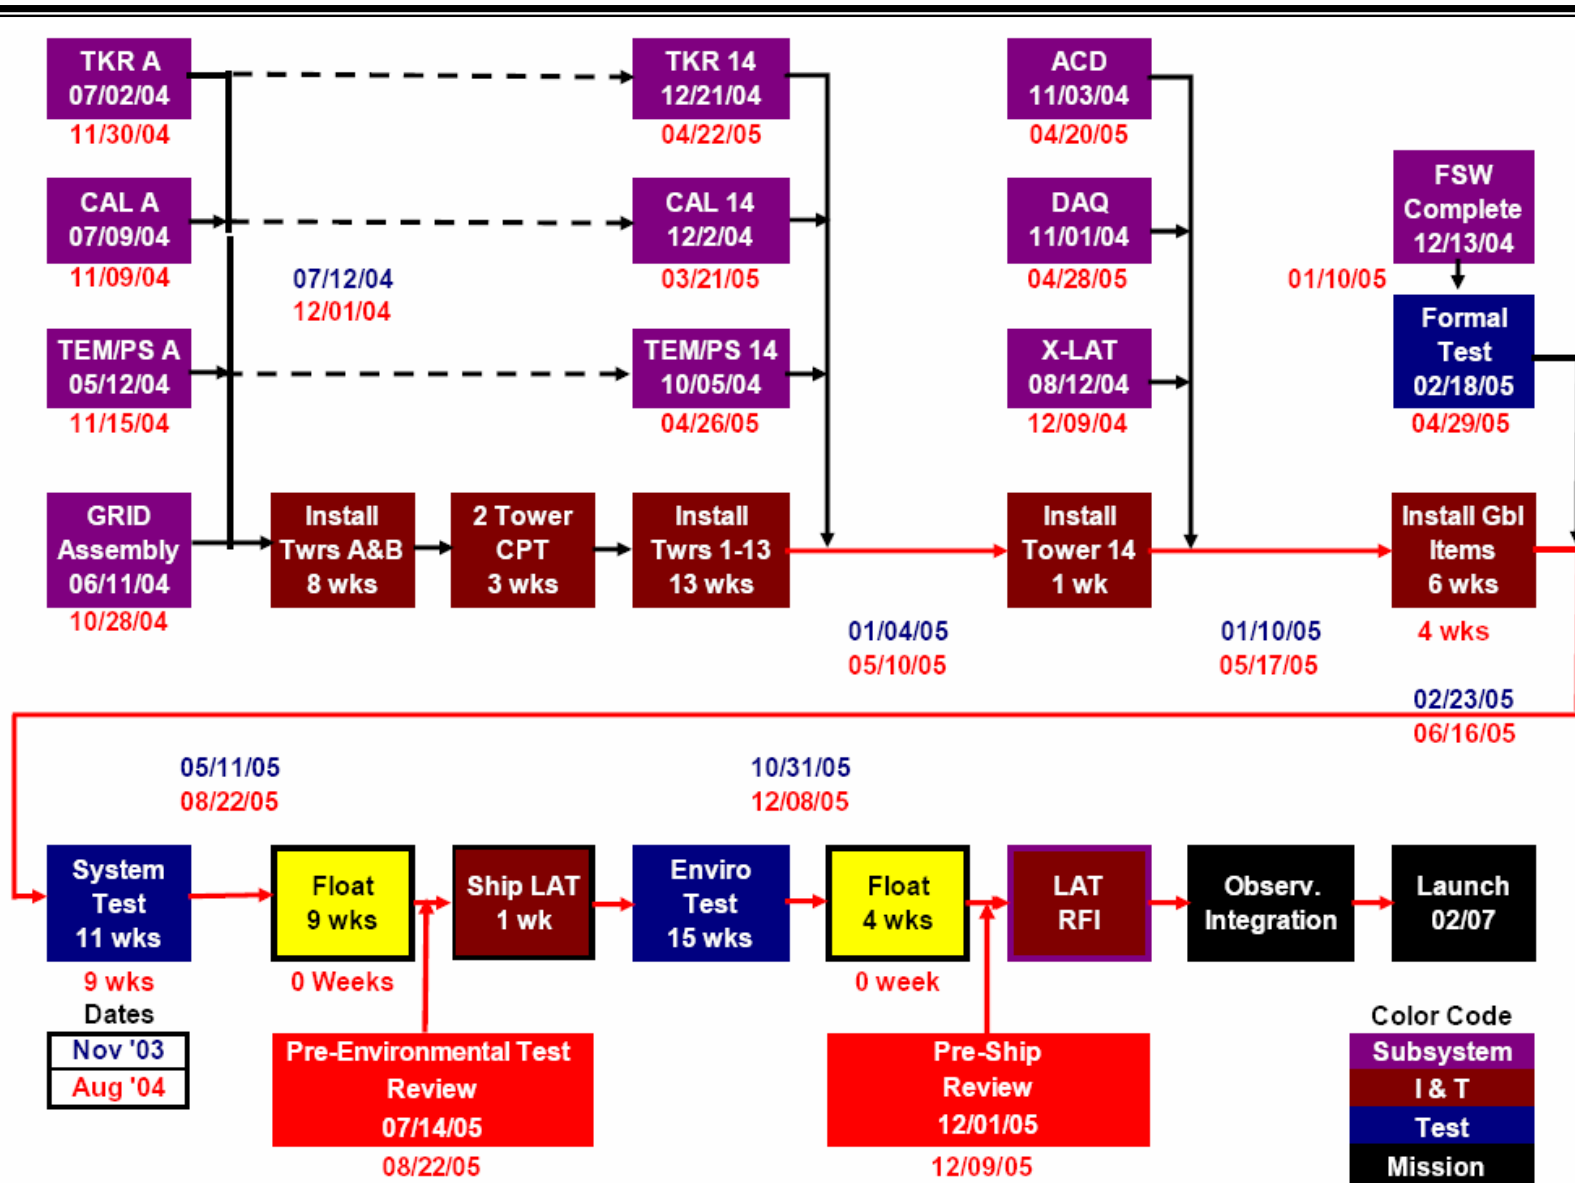 TKR A
07/02/04
11/30/04
TKR 14
12/21/04
04/22/05
ACD
11/03/04
04/20/05
CAL A
07/09/04
11/09/04
CAL 14
12/2/04
03/21/05
DAQ
11/01/04
04/28/05
FSW
Complete
12/13/04
01/10/05
07/12/04
12/01/04
TEM/PS A
05/12/04
11/15/04
TEM/PS 14
10/05/04
04/26/05
X-LAT
08/12/04
12/09/04
Formal
Test
02/18/05
04/29/05
GRID
Assembly
06/11/04
10/28/04
Install
Twrs A&B
8 wks
2 Tower
CPT
3 wks
Install
Twrs 1-13
13 wks
01/04/05
05/10/05
Install
Tower 14
1 wk
01/10/05
05/17/05
Install Gbl
Items
6 wks
4 wks
02/23/05
06/16/05
05/11/05
08/22/05
10/31/05
12/08/05
System
Test
11 wks
9 wks
Float
9 wks
0 Weeks
Ship LAT
1 wk
Enviro
Test
15 wks
Float
4 wks
0 week
LAT
RFI
Observ.
Integration
Launch
02/07
Dates
Nov '03
Aug '04
Pre-Environmental Test
Review
07/14/05
08/22/05
Pre-Ship
Review
12/01/05
12/09/05
Color Code
Subsystem
I & T
Test
Mission